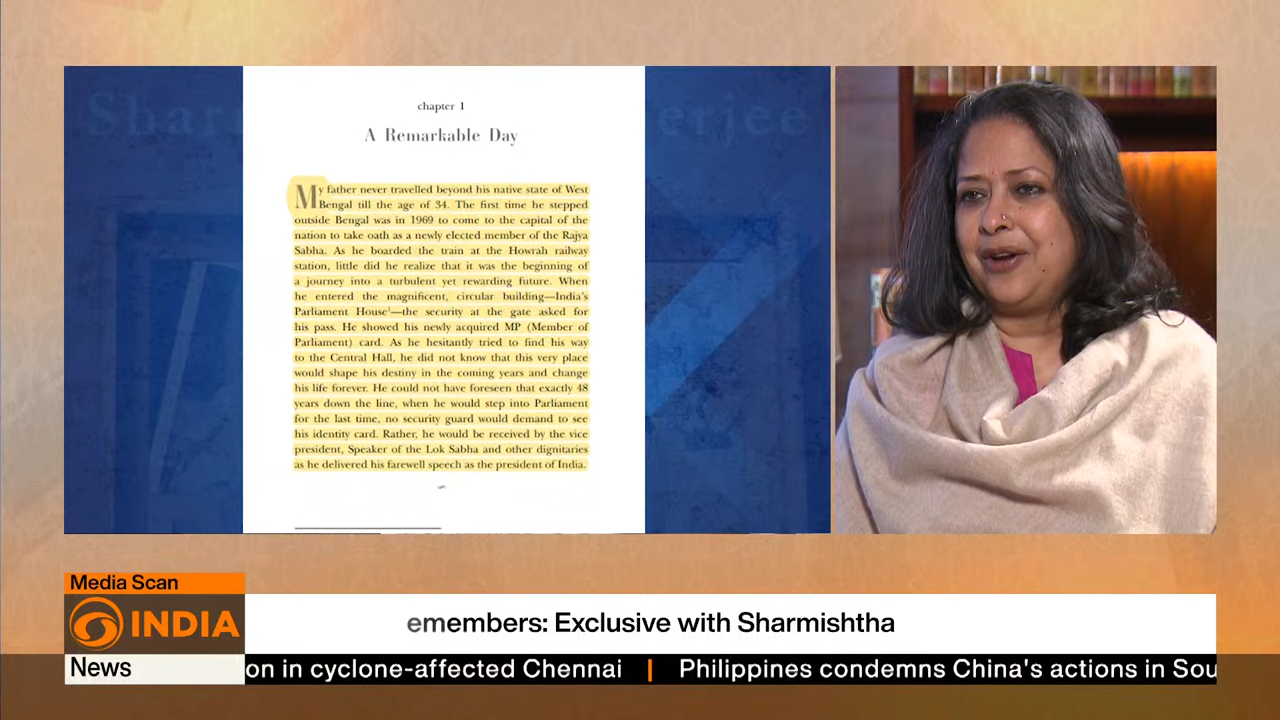 Shar
erjee
chapter 1
A Remarkable Day
My father never travelled beyond his native state of West
Bengal till the age of 34. The first time he stepped
outside Bengal was in 1969 to come to the capital of the
nation to take oath as a newly elected member of the Rajya
Sabha. As he boarded the train at the Howrah railway
station, little did he realize that it was the beginning of
a journey into a turbulent yet rewarding future. When
he entered the magnificent, circular building—India's
Parliament House¹—the security at the gate asked for
his pass. He showed his newly acquired MP (Member of
Parliament) card. As he hesitantly tried to find his way
to the Central Hall, he did not know that this very place
would shape his destiny in the coming years and change
his life forever. He could not have foreseen that exactly 48
years down the line, when he would step into Parliament
for the last time, no security guard would demand to see
his identity card. Rather, he would be received by the vice
president, Speaker of the Lok Sabha and other dignitaries
as he delivered his farewell speech as the president of India.
Media Scan
INDIA
emembers: Exclusive with Sharmishtha
News
on in cyclone-affected Chennai | Philippines condemns China's actions in Sou